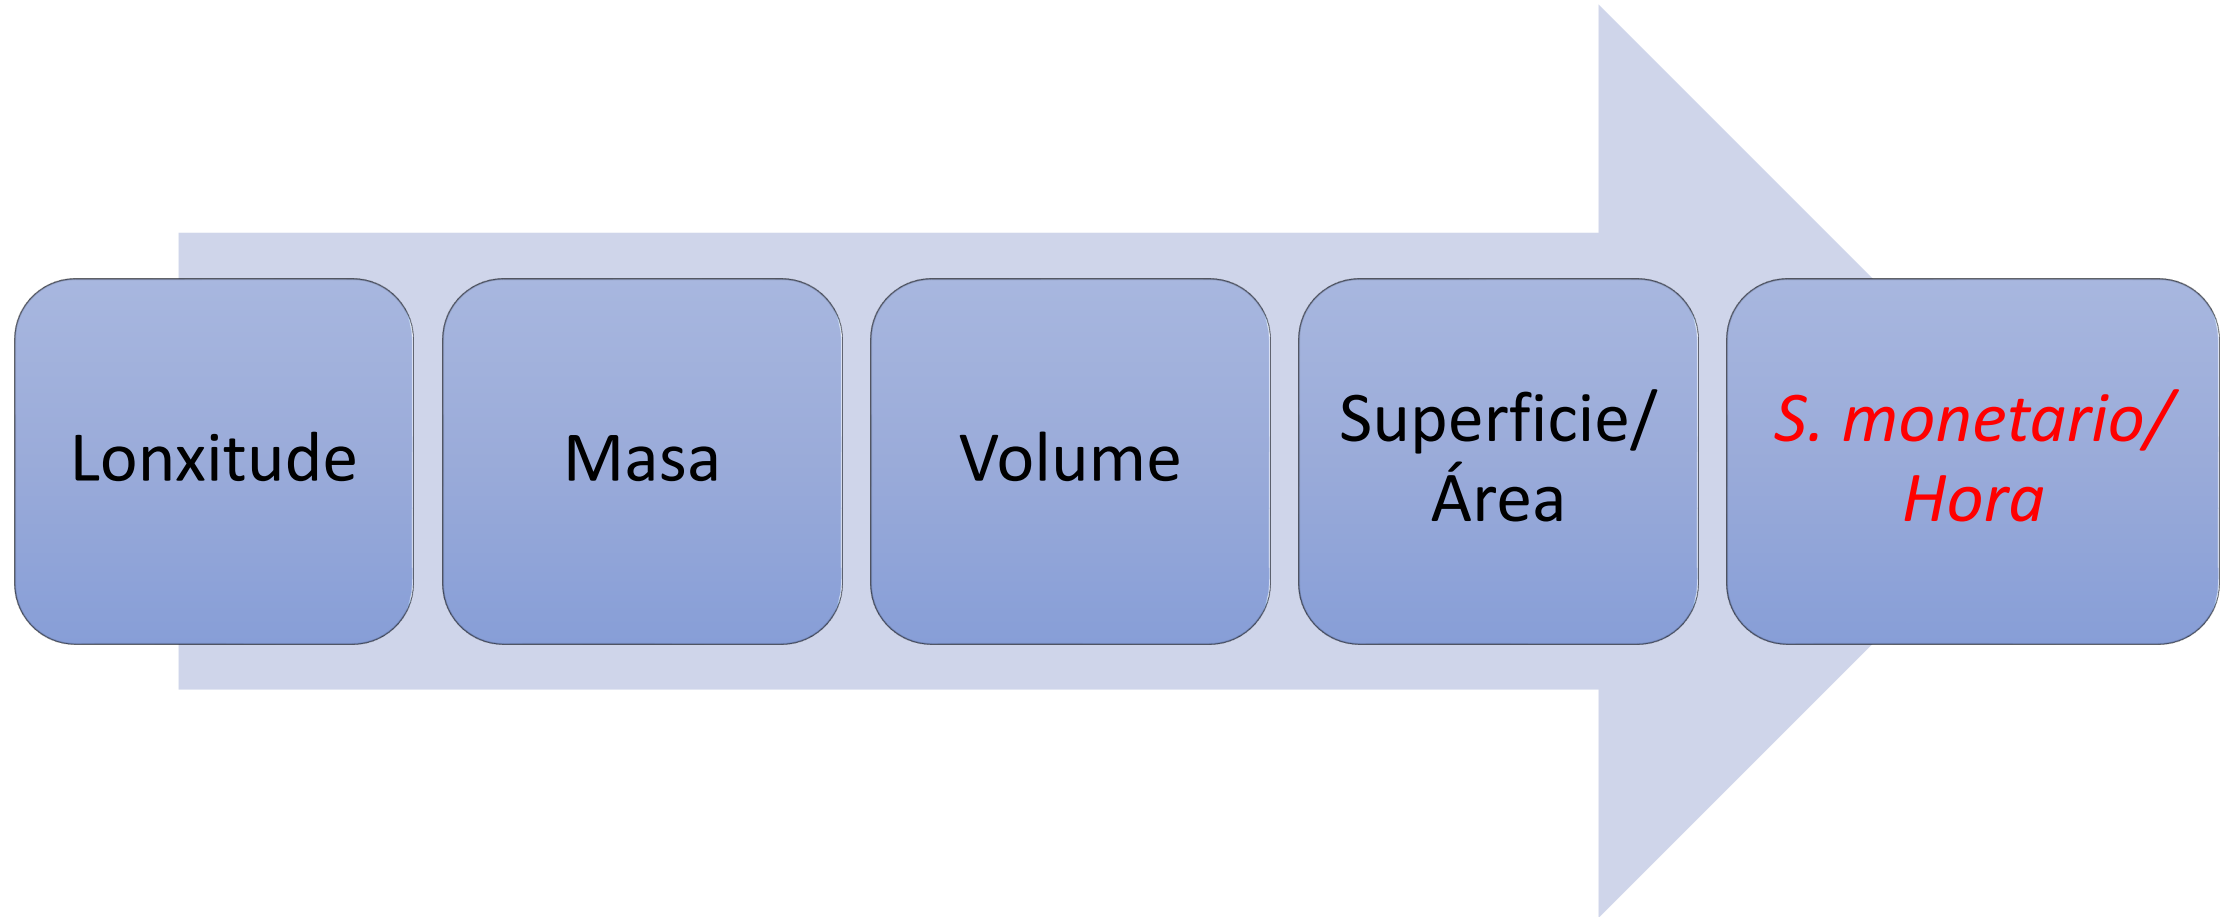 Lonxitude
Masa
Volume
Superficie/
Área
S. monetario/
Hora